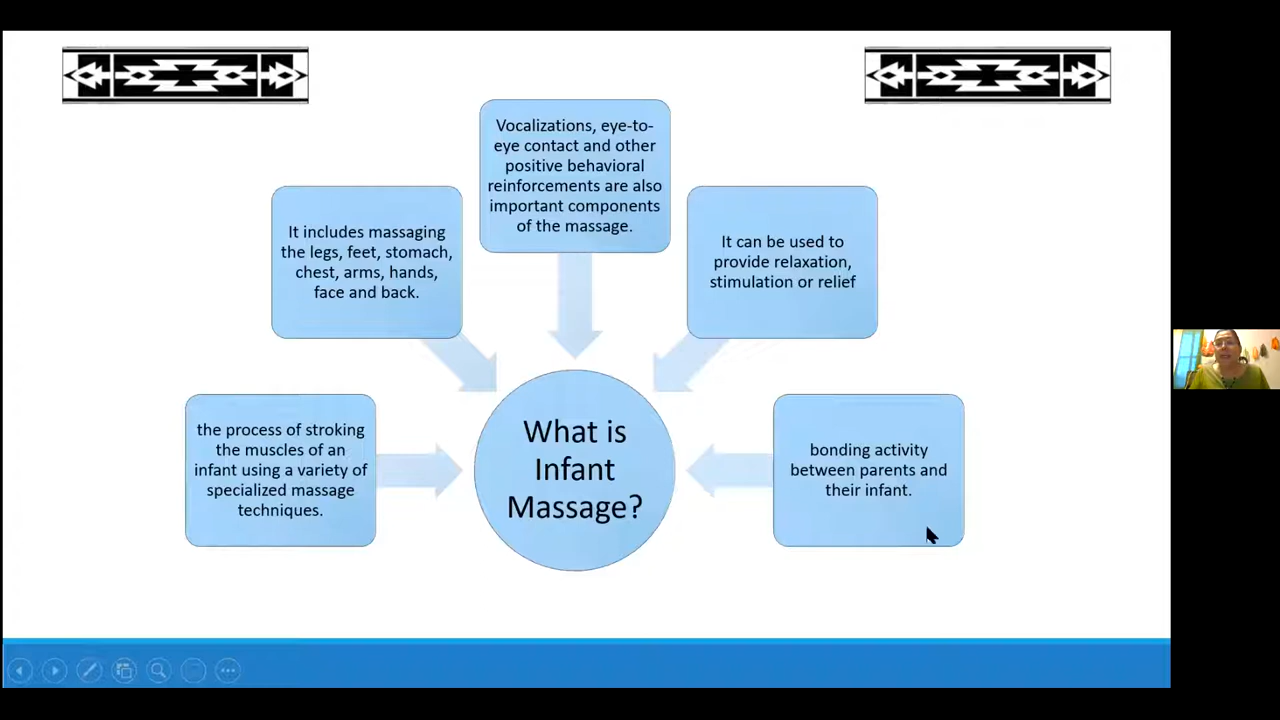 Vocalizations, eye-to-
eye contact and other
positive behavioral
reinforcements are also
important components
of the massage.
It includes massaging
the legs, feet, stomach,
chest, arms, hands,
face and back.
It can be used to
provide relaxation,
stimulation or relief
the process of stroking
the muscles of an
infant using a variety of
specialized massage
techniques.
What is
Infant
Massage?
bonding activity
between parents and
their infant.